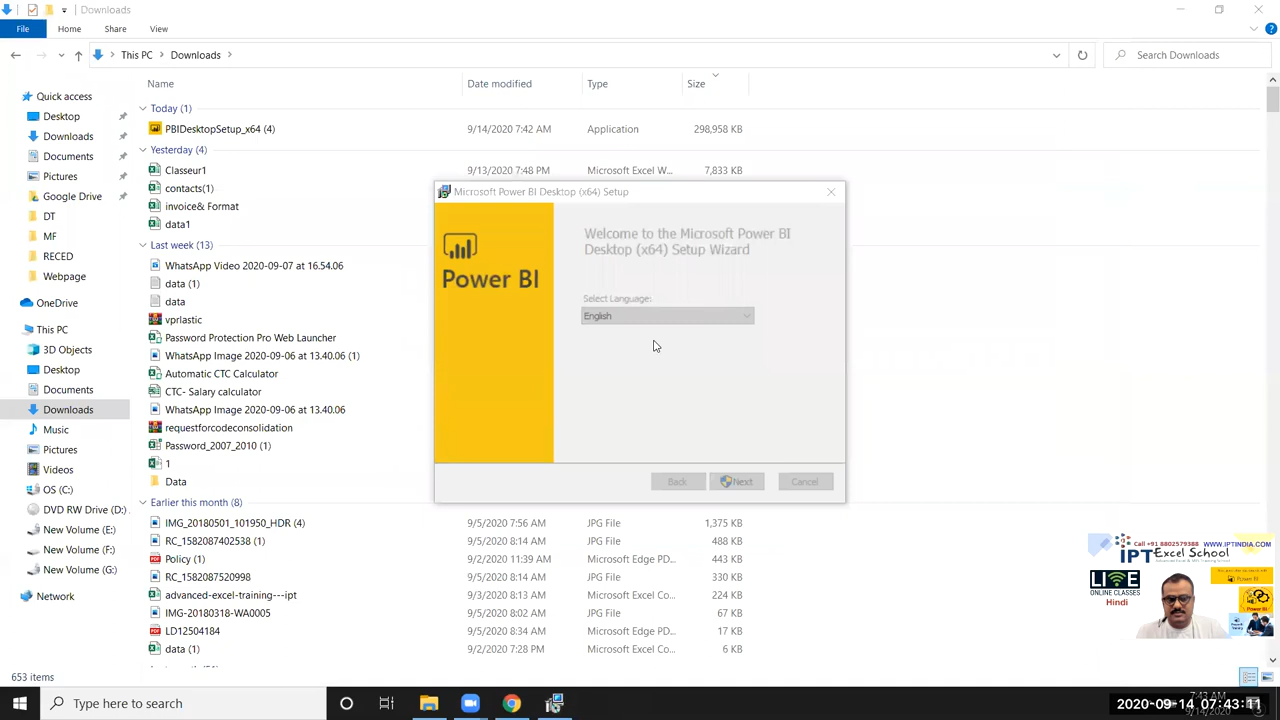 Downloads
File
Home
Share
View
This PC
Downloads
Search Downloads
Name
Date modified
Type
Size
Quick access
Desktop
Downloads
Documents
Pictures
Google Drive
DT
MF
RECED
Webpage
OneDrive
This PC
3D Objects
Desktop
Documents
Downloads
Music
Pictures
Videos
OS (C:)
DVD RW Drive (D:)
New Volume (E:)
New Volume (F:)
New Volume (G:)
Network
Today (1)
PBIDesktopSetup_x64 (4) 9/14/2020 7:42 AM Application 298,958 KB
Yesterday (4)
Classeur1 9/13/2020 7:48 PM Microsoft Excel W... 7,833 KB
contacts(1)
invoice& Format
data1
Last week (13)
WhatsApp Video 2020-09-07 at 16.54.06
data (1)
data
vprlastic
Password Protection Pro Web Launcher
WhatsApp Image 2020-09-06 at 13.40.06 (1)
Automatic CTC Calculator
CTC- Salary calculator
WhatsApp Image 2020-09-06 at 13.40.06
requestforcodeconsolidation
Password_2007_2010 (1)
1
Data
Earlier this month (8)
IMG_20180501_101950_HDR (4) 9/5/2020 7:56 AM JPG File 1,375 KB
RC_1582087402538 (1) 9/5/2020 8:14 AM JPG File 488 KB
Policy (1) 9/2/2020 11:39 AM Microsoft Edge PD... 443 KB
RC_1582087520998 9/5/2020 8:14 AM JPG File 330 KB
advanced-excel-training---ipt 9/3/2020 8:13 AM Microsoft Excel Co... 224 KB
IMG-20180318-WA0005 9/5/2020 8:02 AM JPG File 67 KB
LD12504184 9/5/2020 8:34 AM Microsoft Edge PD... 17 KB
data (1) 9/2/2020 7:28 PM Microsoft Excel Co... 6 KB
Microsoft Power BI Desktop (x64) Setup
Power BI
Welcome to the Microsoft Power BI
Desktop (x64) Setup Wizard
Select Language:
English
Back
Next
Cancel
Call +91 8802579388 WWW.IPTINDIA.COM
IPT Excel School
LIVE
ONLINE CLASSES
Hindi
Power BI
653 items
Type here to search
7:43 AM
9/14/2020
2020-09-14 07:43:11